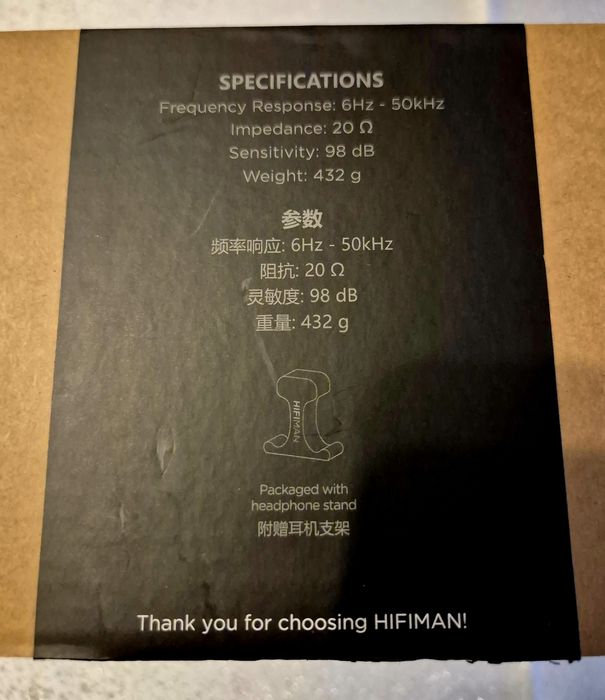 SPECIFICATIONS
Frequency Response: 6Hz - 50kHz
Impedance: 20 Ω
Sensitivity: 98 dB
Weight: 432 g
参数
频率响应: 6Hz - 50kHz
阻抗: 20 Ω
灵敏度: 98 dB
重量: 432 g
HIFIMAN
Packaged with
headphone stand
附赠耳机支架
Thank you for choosing HIFIMAN!